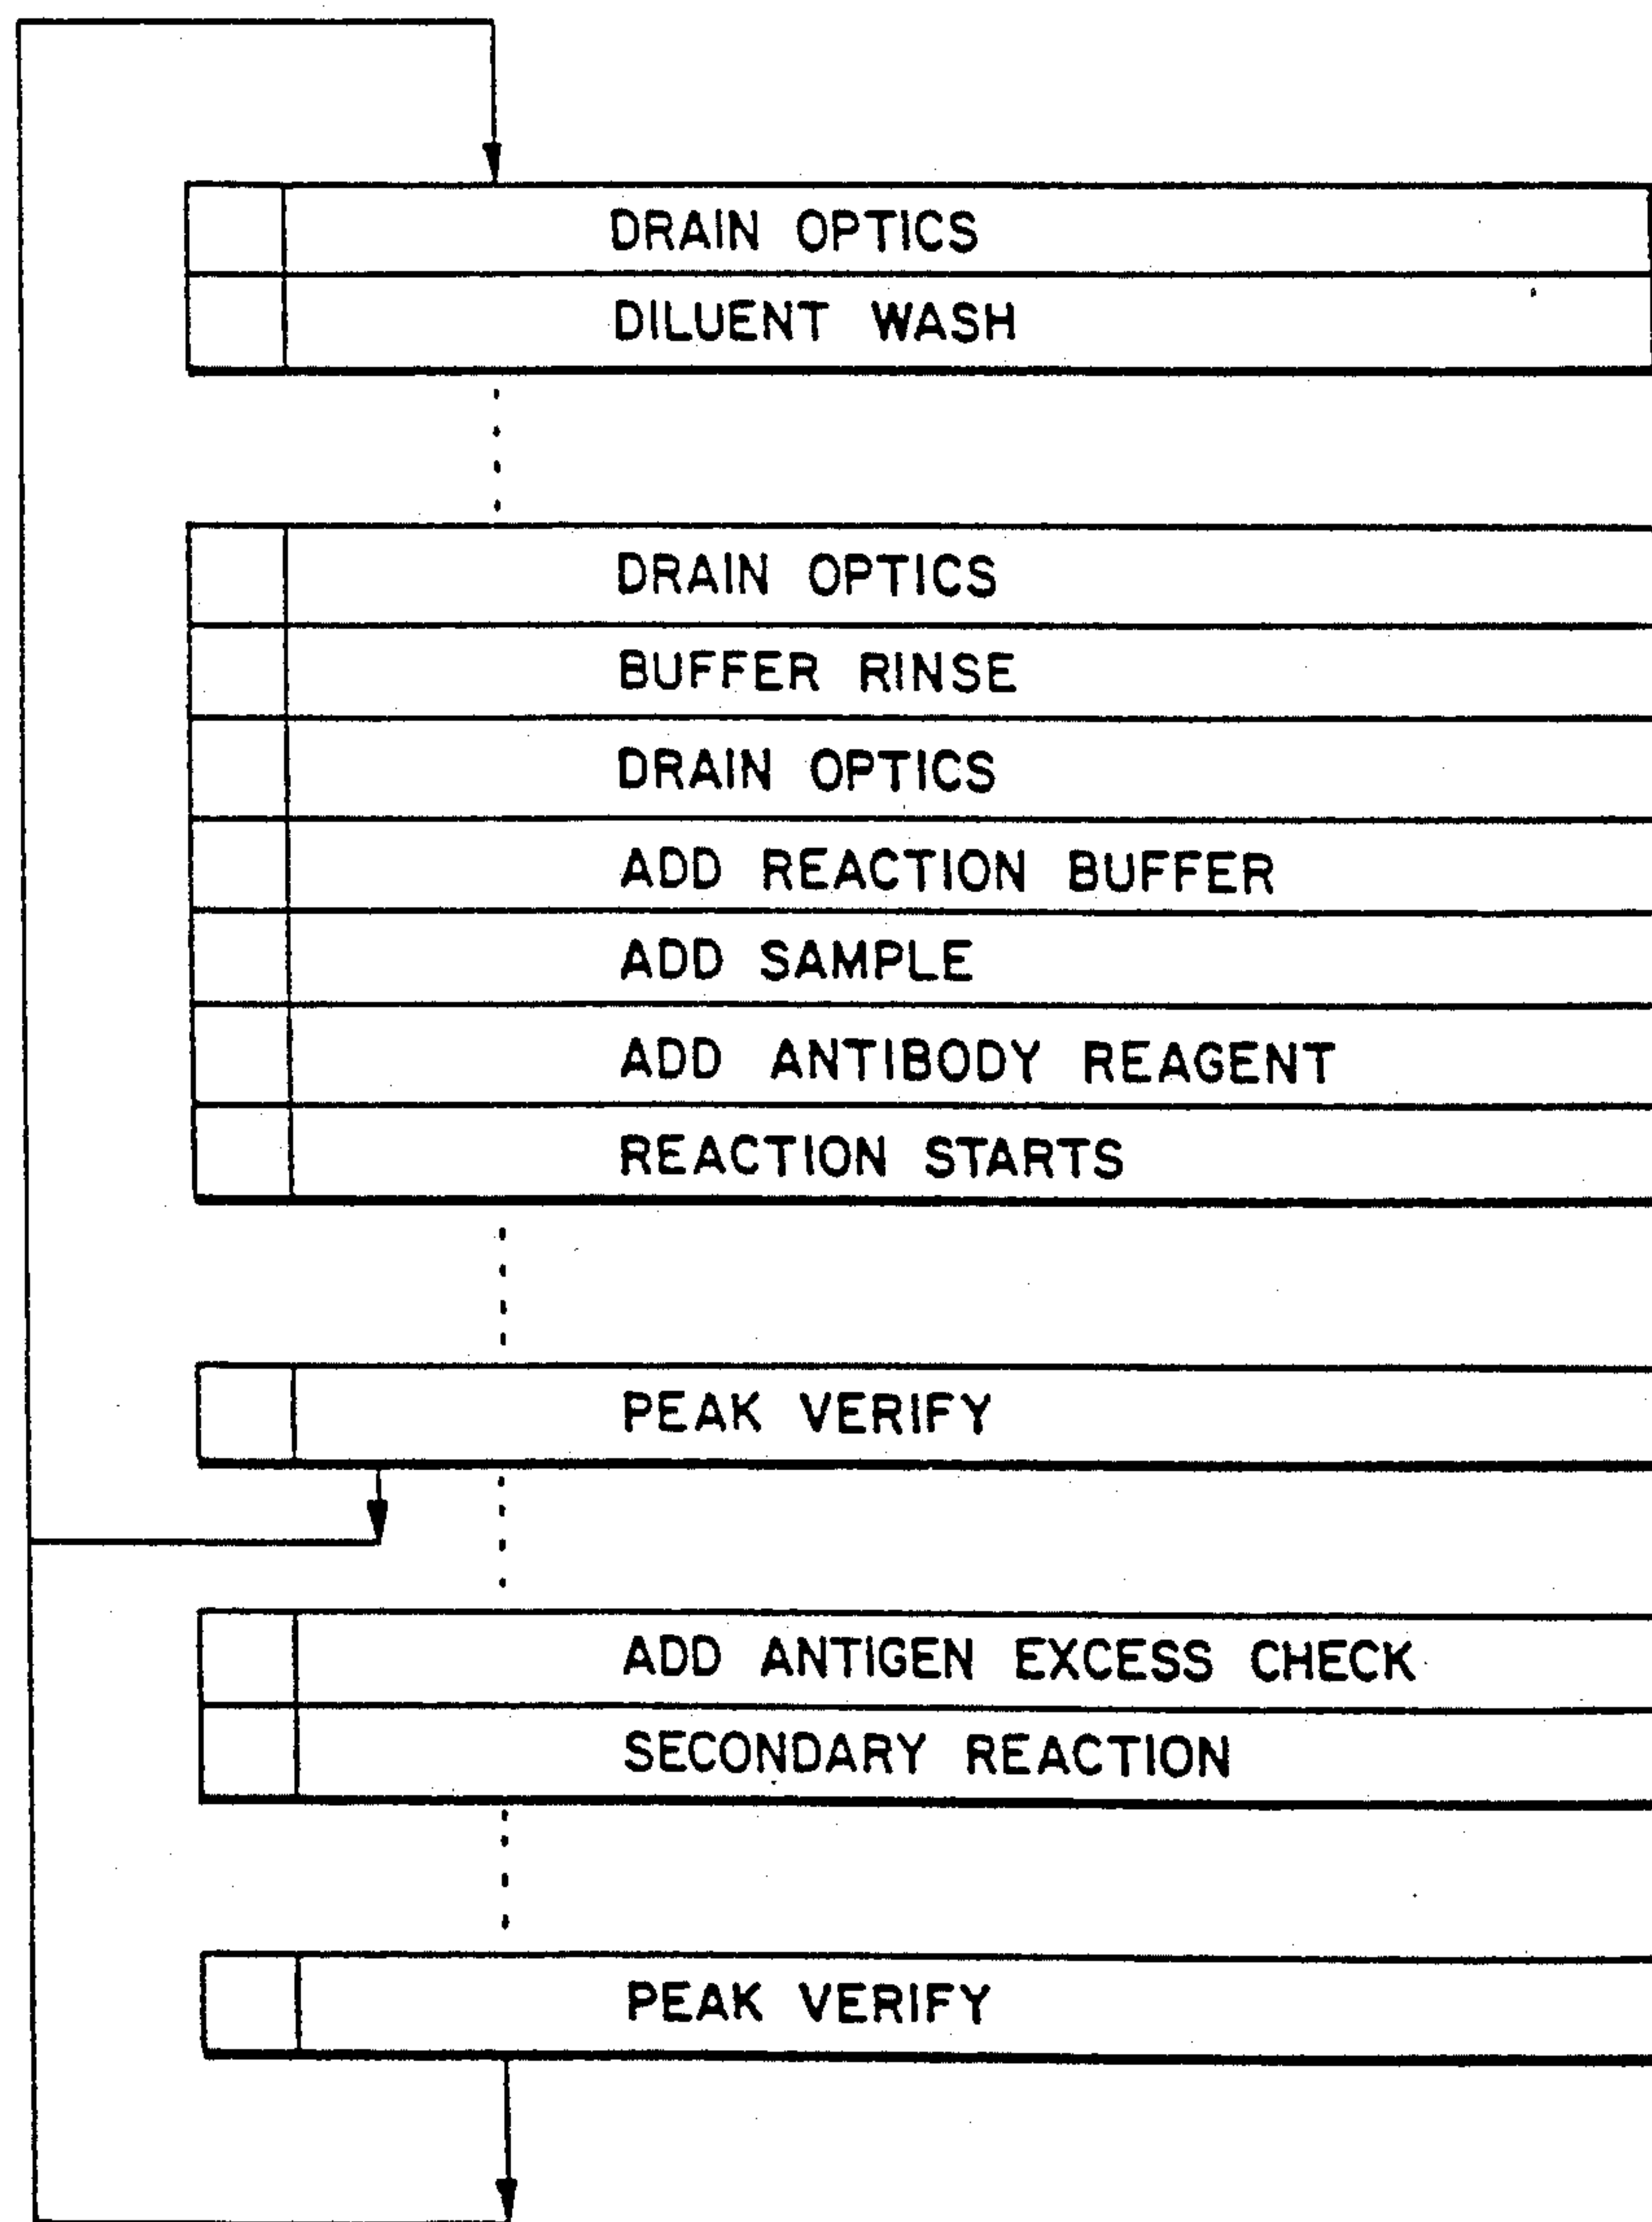 DRAIN OPTICS
DILUENT WASH
DRAIN OPTICS
BUFFER RINSE
DRAIN OPTICS
ADD REACTION BUFFER
ADD SAMPLE
ADD ANTIBODY REAGENT
REACTION STARTS
PEAK VERIFY
ADD ANTIGEN EXCESS CHECK
SECONDARY REACTION
PEAK VERIFY